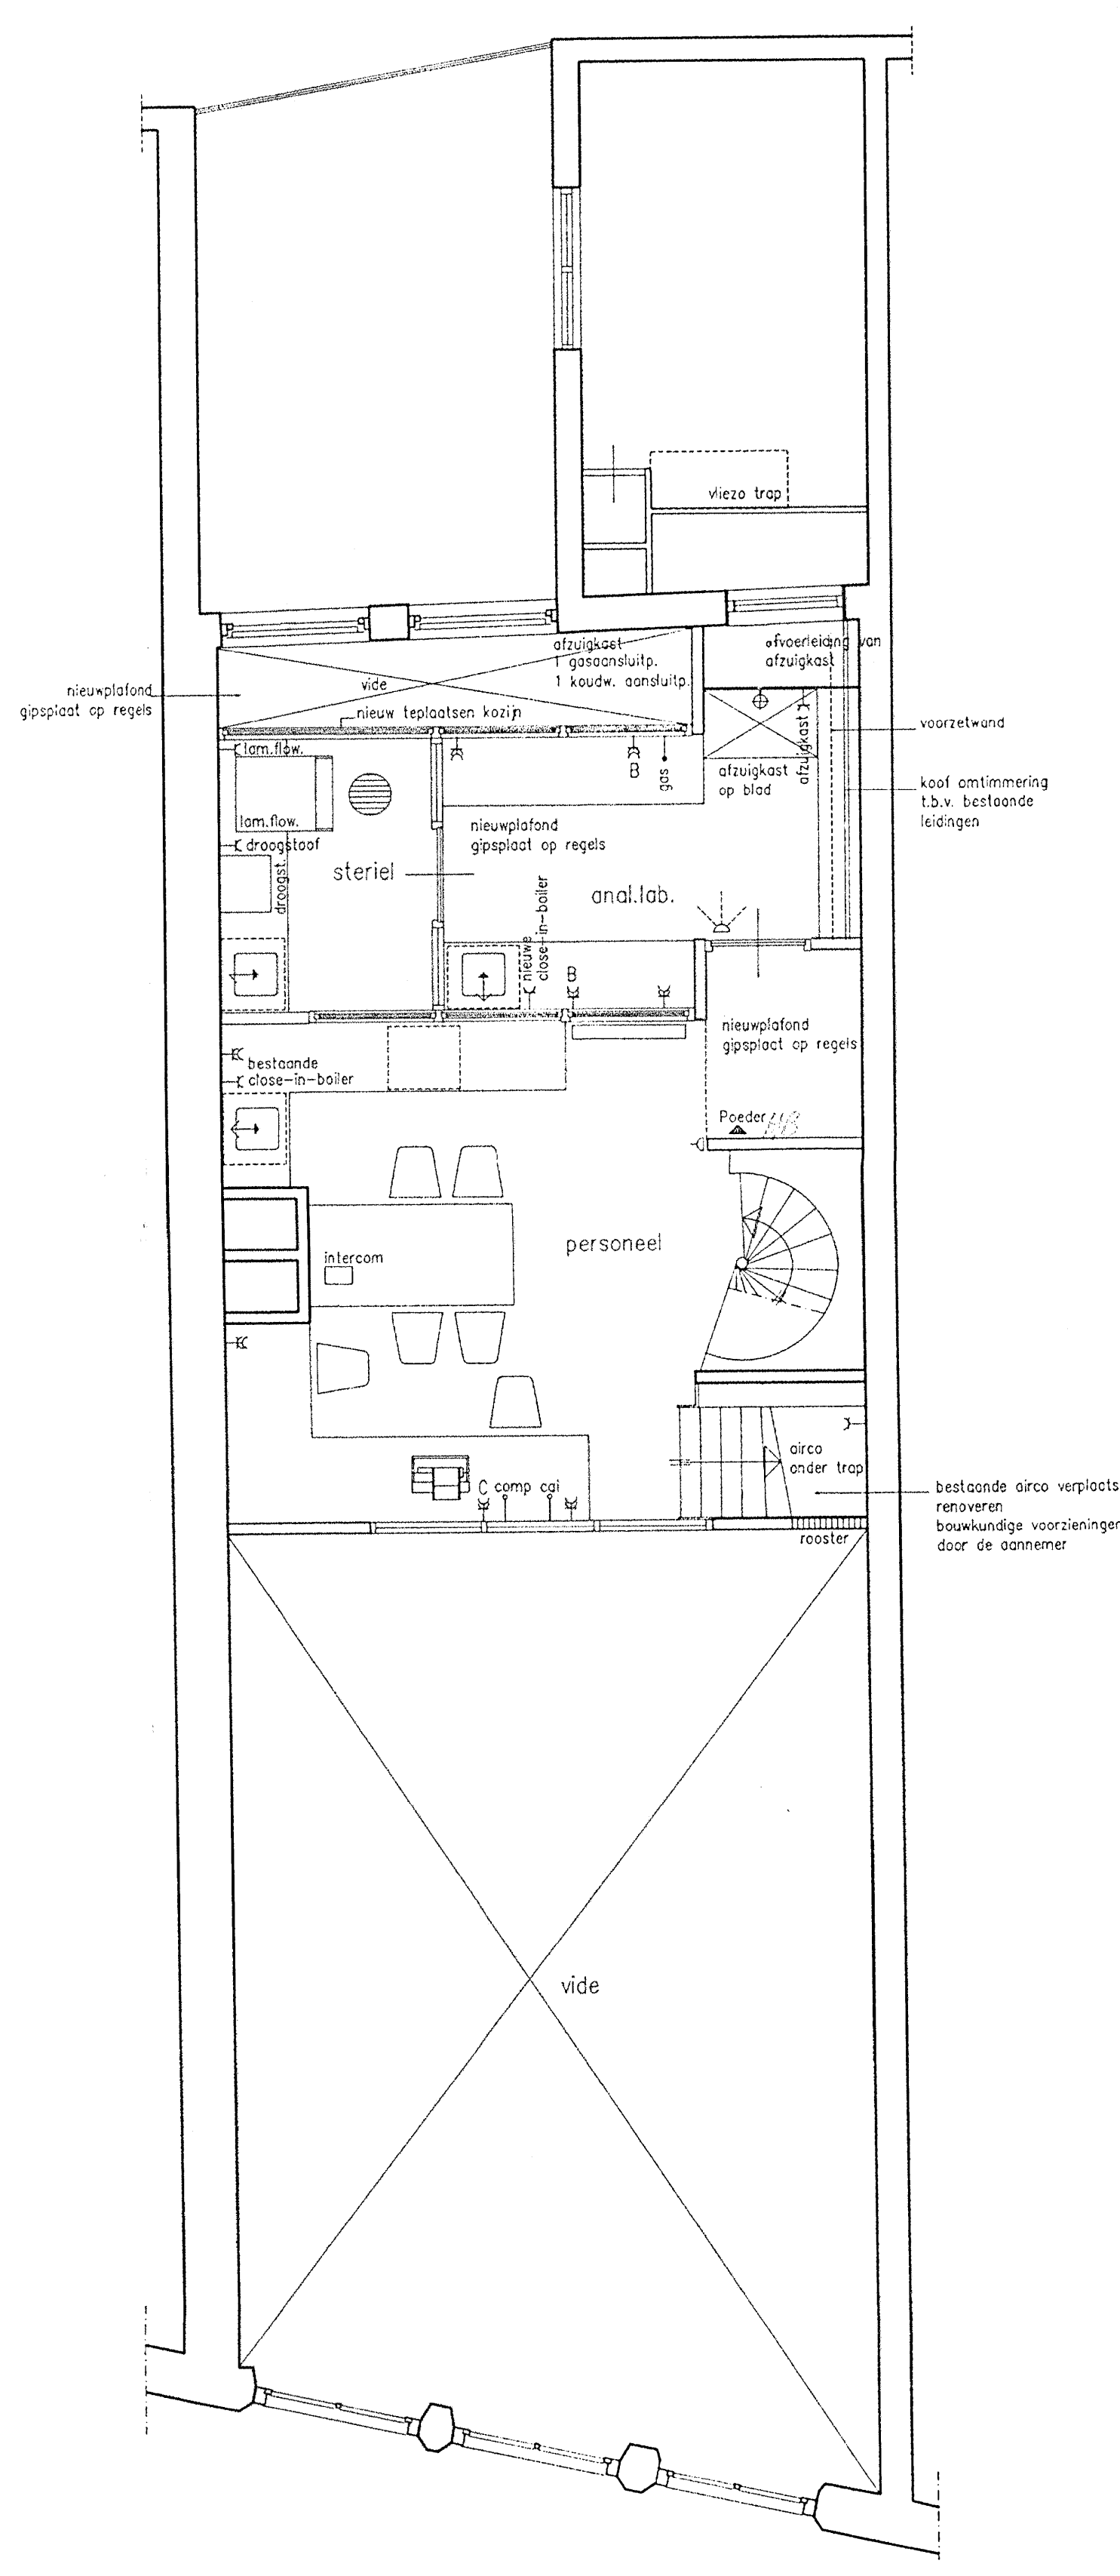 vliezo trap
afzuigkast
1 gasaansluitp.
1 koudw. aansluitp.
afvoerleiding van
afzuigkast
nieuwplafond
gipsplaat op regels
vide
nieuw teplaatsen kozijn
voorzetwand
lam.flow.
B
gas
afzuigkast
op blad
afzuigkast
koof omtimmering
t.b.v. bestaande
leidingen
lam.flow.
droogstoof
droogst.
nieuwplafond
gipsplaat op regels
steriel
anal.lab.
nieuwe
close-in-boiler
B
nieuwplafond
gipsplaat op regels
bestaande
close-in-boiler
Poeder
personeel
intercom
airco
onder trap
C comp cai
bestaande airco verplaats
renoveren
bouwkundige voorzieningen
door de aannemer
rooster
vide